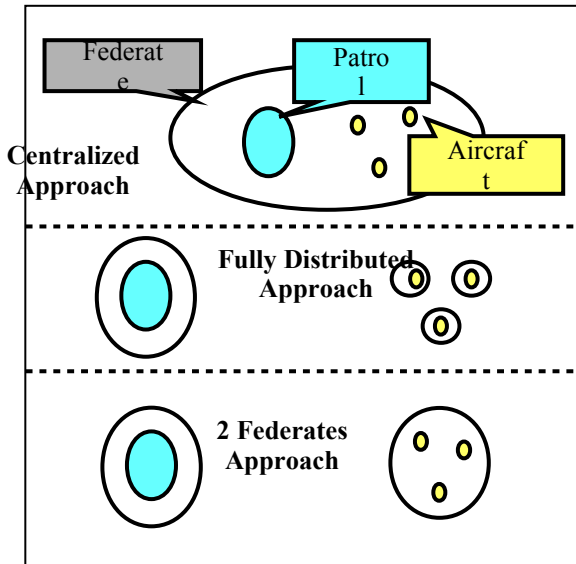 Federat
e
Patro
l
Aircraf
t
Centralized
Approach
Fully Distributed
Approach
2 Federates
Approach